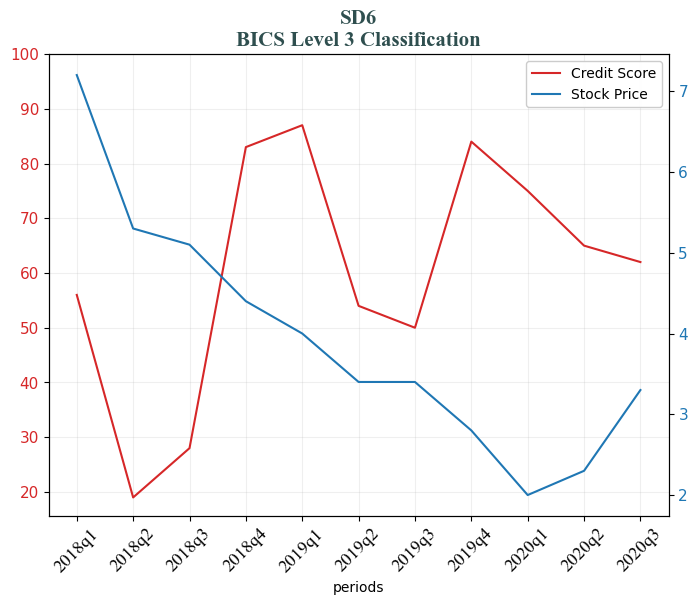 SD6
BICS Level 3 Classification
Credit Score
Stock Price
100
90
80
70
60
50
40
30
20
7
6
5
4
3
2
2018q1
2018q2
2018q3
2018q4
2019q1
2019q2
2019q3
2019q4
2020q1
2020q2
2020q3
periods